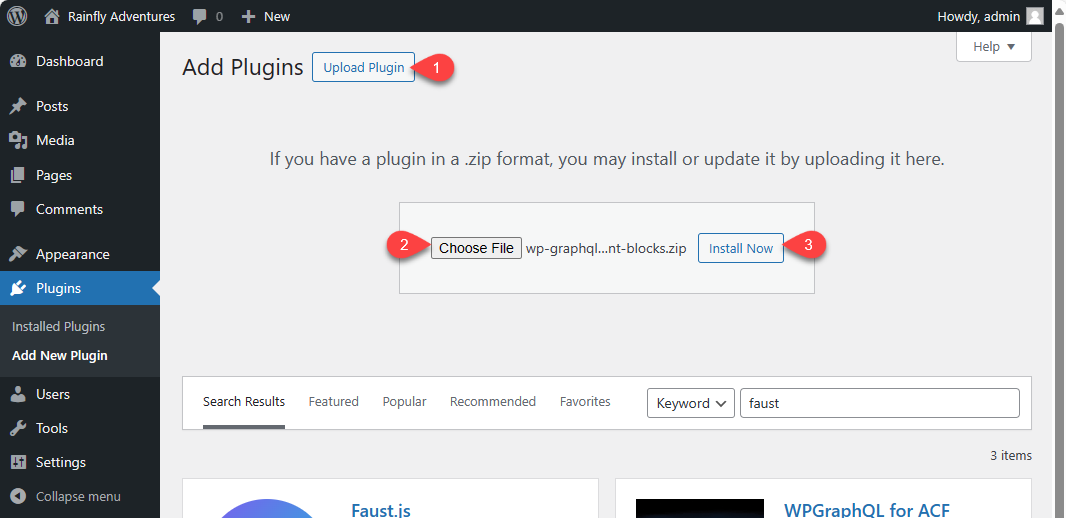 Rainfly Adventures 0 New Howdy, admin
Help
Dashboard
Posts
Media
Pages
Comments
Appearance
Plugins
Installed Plugins
Add New Plugin
Users
Tools
Settings
Collapse menu
Add Plugins Upload Plugin 1
If you have a plugin in a .zip format, you may install or update it by uploading it here.
2 Choose File wp-graphql...nt-blocks.zip Install Now 3
Search Results Featured Popular Recommended Favorites Keyword faust
3 items
Faust.js WPGraphQL for ACF